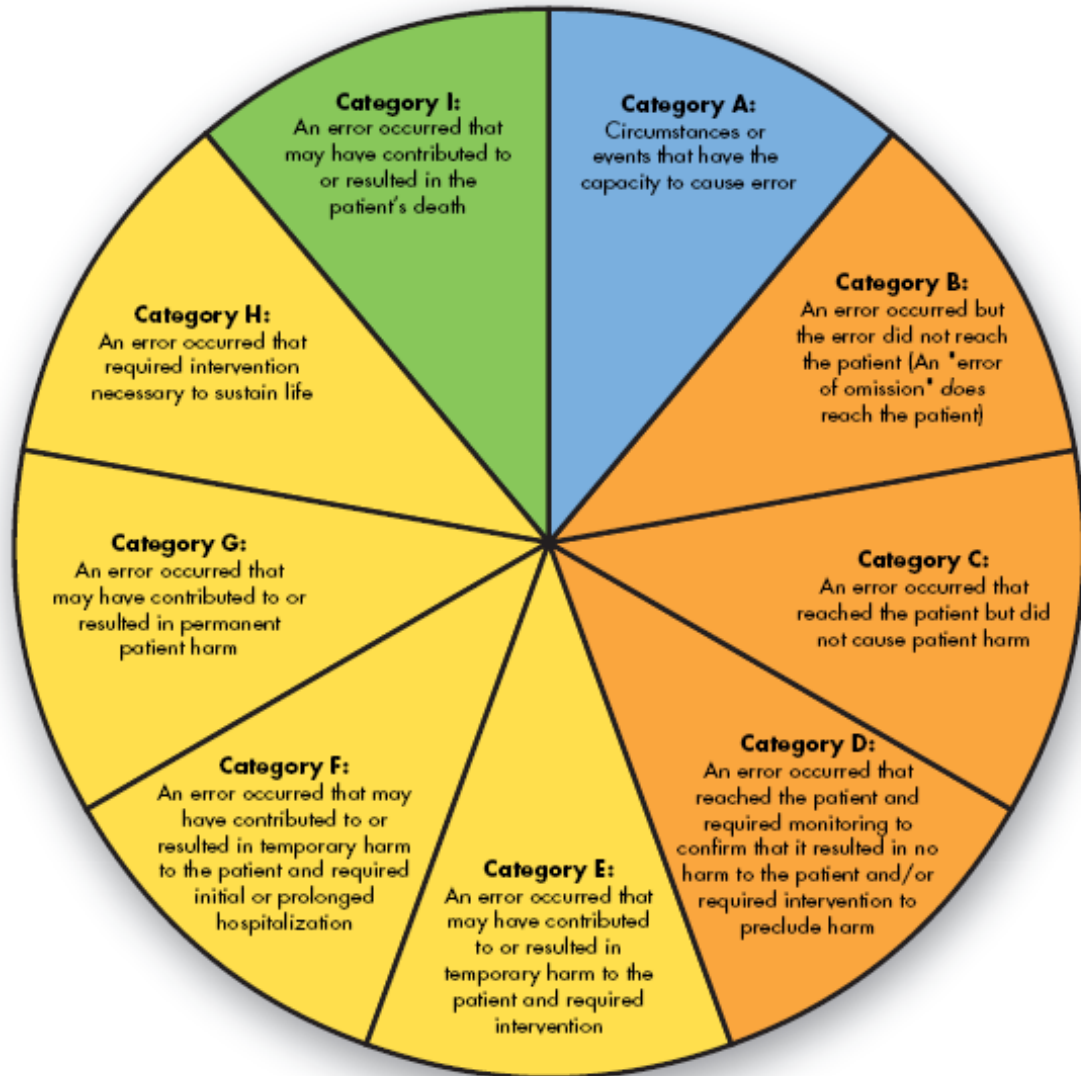 Category I:
An error occurred that
may have contributed to
or resulted in the
patient's death
Category A:
Circumstances or
events that have the
capacity to cause error
Category B:
An error occurred but
the error did not reach
the patient (An "error
of omission" does
reach the patient)
Category C:
An error occurred that
reached the patient but did
not cause patient harm
Category D:
An error occurred that
reached the patient and
required monitoring to
confirm that it resulted in no
harm to the patient and/or
required intervention to
preclude harm
Category E:
An error occurred that
may have contributed
to or resulted in
temporary harm to the
patient and required
intervention
Category F:
An error occurred that may
have contributed to or
resulted in temporary harm
to the patient and required
initial or prolonged
hospitalization
Category G:
An error occurred that
may have contributed to or
resulted in permanent
patient harm
Category H:
An error occurred that
required intervention
necessary to sustain life